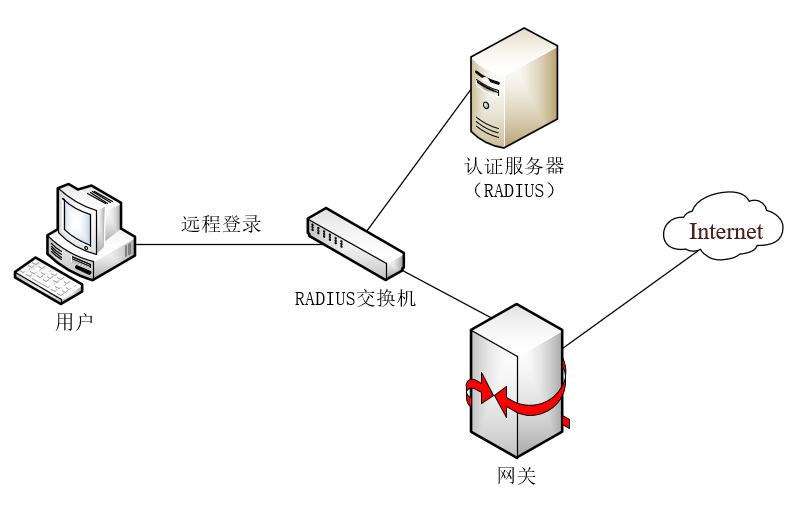 认证服务器
（RADIUS）
远程登录
Internet
RADIUS交换机
用户
网关